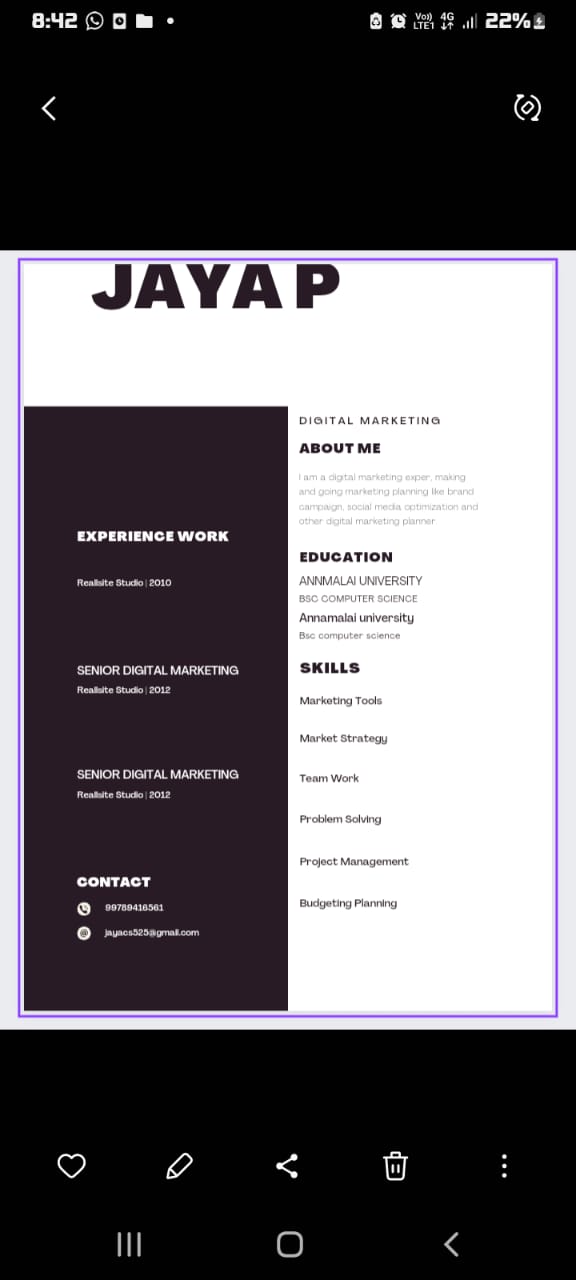 8:42
Vo)) 4G
LTE1
22%
JAYA P
DIGITAL MARKETING
ABOUT ME
I am a digital marketing exper, making
and going marketing planning like brand
campaign, social media optimization and
other digital marketing planner
EDUCATION
ANNMALAI UNIVERSITY
BSC COMPUTER SCIENCE
Annamalai university
Bsc computer science
SKILLS
Marketing Tools
Market Strategy
Team Work
Problem Solving
Project Management
Budgeting Planning
EXPERIENCE WORK
Reallsite Studio | 2010
SENIOR DIGITAL MARKETING
Reallsite Studio | 2012
SENIOR DIGITAL MARKETING
Reallsite Studio | 2012
CONTACT
99789416561
jayacs525@gmail.com